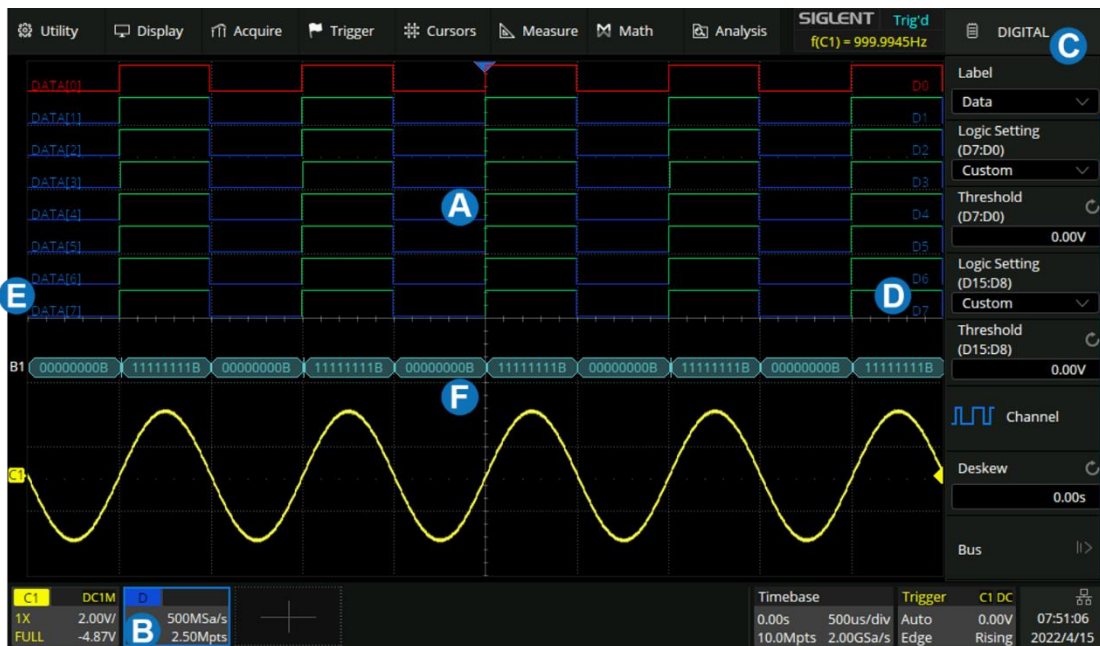 Utility Display Acquire Trigger Cursors Measure Math Analysis
SIGLENT Trig'd
f(C1) = 999.9945Hz
DIGITAL
C
DATA[0] D0
DATA[1] D1
DATA[2] D2
DATA[3] D3
A
DATA[4] D4
DATA[5] D5
DATA[6] D6
E
D
DATA[7] D7
B1 00000000B 11111111B 00000000B 11111111B 00000000B 11111111B 00000000B 11111111B 00000000B 11111111B
F
C1
Label
Data
Logic Setting
(D7:D0)
Custom
Threshold
(D7:D0)
0.00V
Logic Setting
(D15:D8)
Custom
Threshold
(D15:D8)
0.00V
Channel
Deskew
0.00s
Bus
C1 DC1M
1X 2.00V/
FULL -4.87V
D
500MSa/s
B 2.50Mpts
Timebase
0.00s 500us/div
10.0Mpts 2.00GSa/s
Trigger C1 DC
Auto 0.00V
Edge Rising
07:51:06
2022/4/15